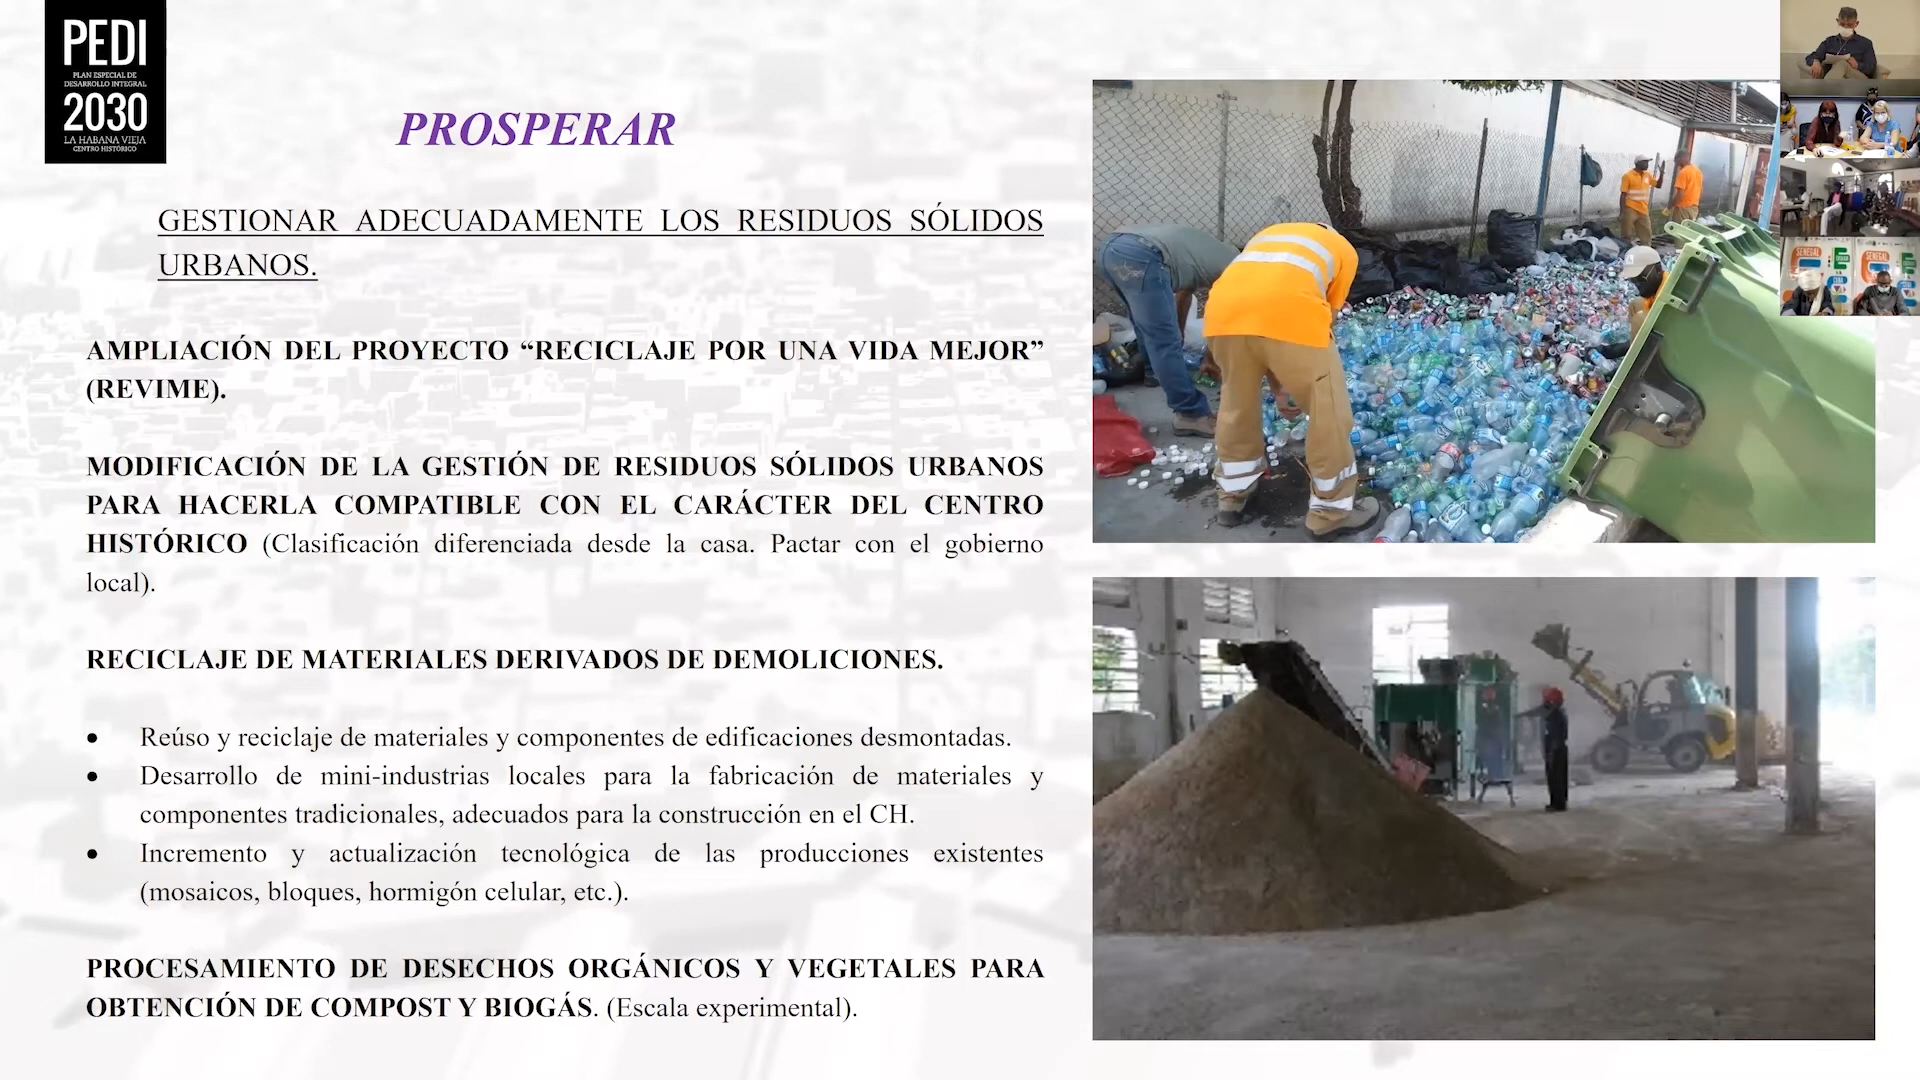 PEDI
PLAN ESPECIAL DE
DESARROLLO INTEGRAL
2030
LA HABANA VIEJA
CENTRO HISTÓRICO
PROSPERAR
GESTIONAR ADECUADAMENTE LOS RESIDUOS SÓLIDOS
URBANOS.
AMPLIACIÓN DEL PROYECTO “RECICLAJE POR UNA VIDA MEJOR”
(REVIME).
MODIFICACIÓN DE LA GESTIÓN DE RESIDUOS SÓLIDOS URBANOS
PARA HACERLA COMPATIBLE CON EL CARÁCTER DEL CENTRO
HISTÓRICO (Clasificación diferenciada desde la casa. Pactar con el gobierno
local).
RECICLAJE DE MATERIALES DERIVADOS DE DEMOLICIONES.
• Reúso y reciclaje de materiales y componentes de edificaciones desmontadas.
• Desarrollo de mini-industrias locales para la fabricación de materiales y
componentes tradicionales, adecuados para la construcción en el CH.
• Incremento y actualización tecnológica de las producciones existentes
(mosaicos, bloques, hormigón celular, etc.).
PROCESAMIENTO DE DESECHOS ORGÁNICOS Y VEGETALES PARA
OBTENCIÓN DE COMPOST Y BIOGÁS. (Escala experimental).
SENEGAL
SENEGAL